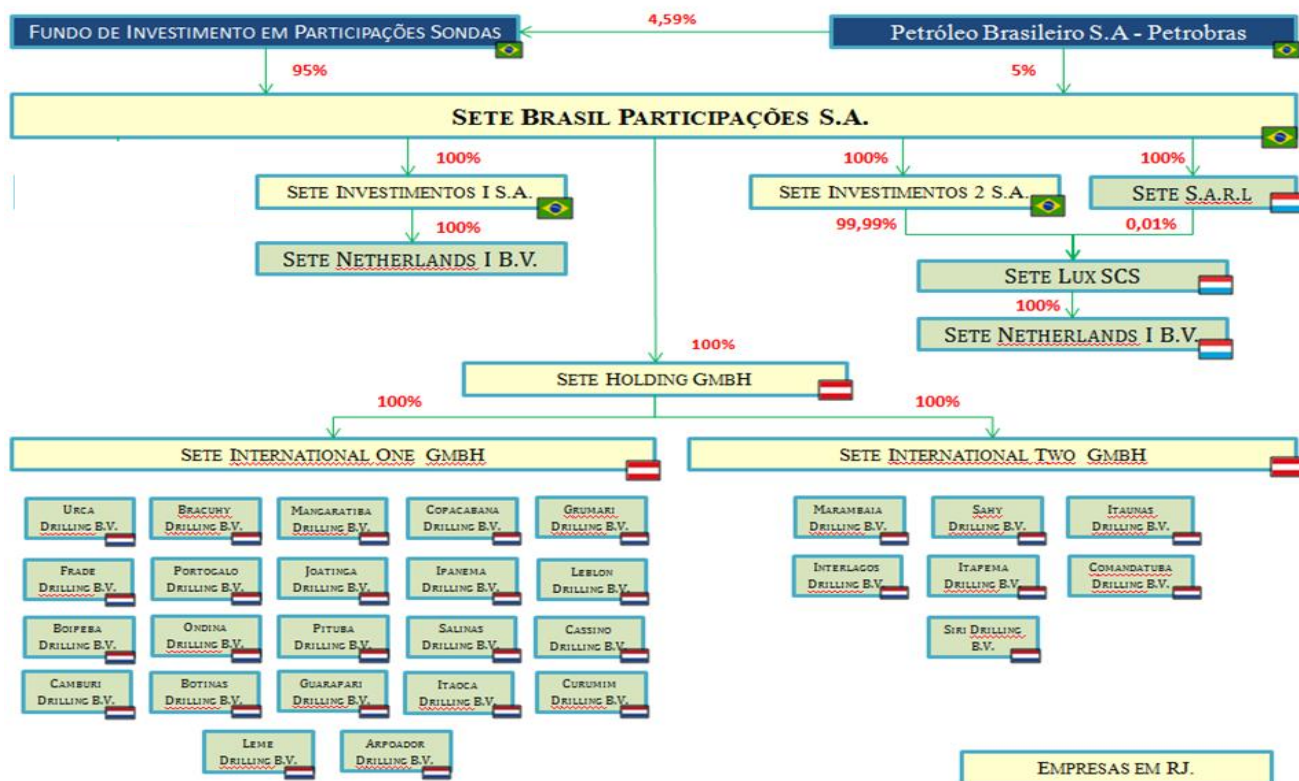 4,59%
FUNDO DE INVESTIMENTO EM PARTICIPAÇÕES SONDAS
Petróleo Brasileiro S.A - Petrobras
95%
5%
SETE BRASIL PARTICIPAÇÕES S.A.
100%
100%
100%
SETE INVESTIMENTOS I S.A.
SETE INVESTIMENTOS 2 S.A.
SETE S.A.R.L
100%
99,99%
0,01%
SETE NETHERLANDS I B.V.
SETE LUX SCS
100%
SETE NETHERLANDS I B.V.
100%
SETE HOLDING GMBH
100%
100%
SETE INTERNATIONAL ONE GMBH
SETE INTERNATIONAL TWO GMBH
URCA
DRILLING B.V.
BRACUHY
DRILLING B.V.
MANGARATIBA
DRILLING B.V.
COPACABANA
DRILLING B.V.
GRUMARI
DRILLING B.V.
MARAMBAIA
DRILLING B.V.
SAHY
DRILLING B.V.
ITAUNAS
DRILLING B.V.
FRADE
DRILLING B.V.
PORTOGALO
DRILLING B.V.
JOATINGA
DRILLING B.V.
IPANEMA
DRILLING B.V.
LEBLON
DRILLING B.V.
INTERLAGOS
DRILLING B.V.
ITAPEMA
DRILLING B.V.
COMANDATUBA
DRILLING B.V.
BOIPEBA
DRILLING B.V.
ONDINA
DRILLING B.V.
PITUBA
DRILLING B.V.
SALINAS
DRILLING B.V.
CASSINO
DRILLING B.V.
SIRI DRILLING
B.V.
CAMBURI
DRILLING B.V.
BOTINAS
DRILLING B.V.
GUARAPARI
DRILLING B.V.
ITAOCA
DRILLING B.V.
CURUMIM
DRILLING B.V.
LEME
DRILLING B.V.
ARPOADOR
DRILLING B.V.
EMPRESAS EM RJ.